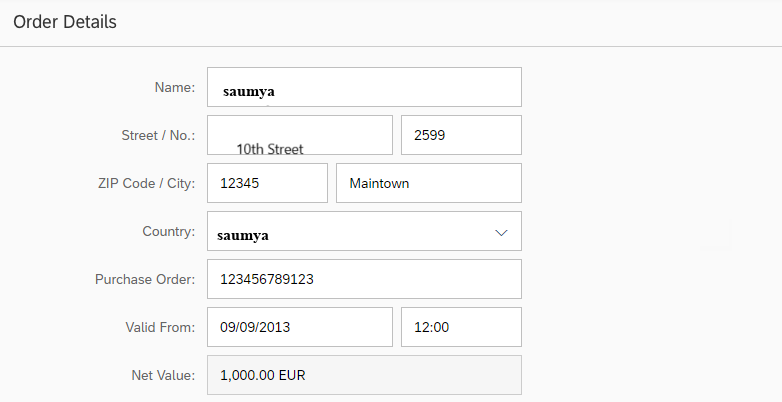 Order Details
Name: saumya
Street / No.: 10th Street 2599
ZIP Code / City: 12345 Maintown
Country: saumya
Purchase Order: 123456789123
Valid From: 09/09/2013 12:00
Net Value: 1,000.00 EUR